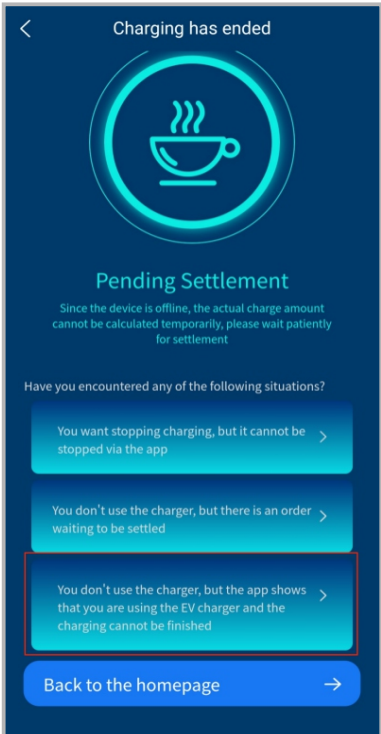 Charging has ended
Pending Settlement
Since the device is offline, the actual charge amount
cannot be calculated temporarily, please wait patiently
for settlement
Have you encountered any of the following situations?
You want stopping charging, but it cannot be
stopped via the app
You don't use the charger, but there is an order
waiting to be settled
You don't use the charger, but the app shows
that you are using the EV charger and the
charging cannot be finished
Back to the homepage